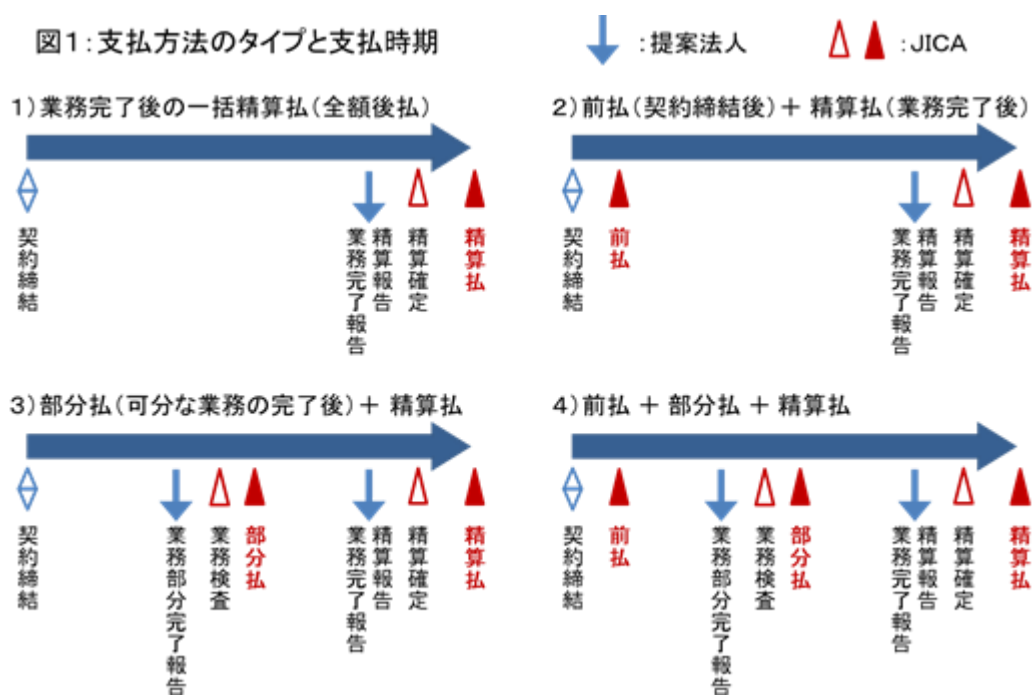 図1:支払方法のタイプと支払時期
:提案法人
:JICA
1)業務完了後の一括精算払(全額後払)
契約締結
業務完了報告
精算報告
精算確定
精算払
2)前払(契約締結後)+ 精算払(業務完了後)
契約締結
前払
業務完了報告
精算報告
精算確定
精算払
3)部分払(可分な業務の完了後)+ 精算払
契約締結
業務部分完了報告
業務検査
部分払
業務完了報告
精算報告
精算確定
精算払
4)前払 + 部分払 + 精算払
契約締結
前払
業務部分完了報告
業務検査
部分払
業務完了報告
精算報告
精算確定
精算払